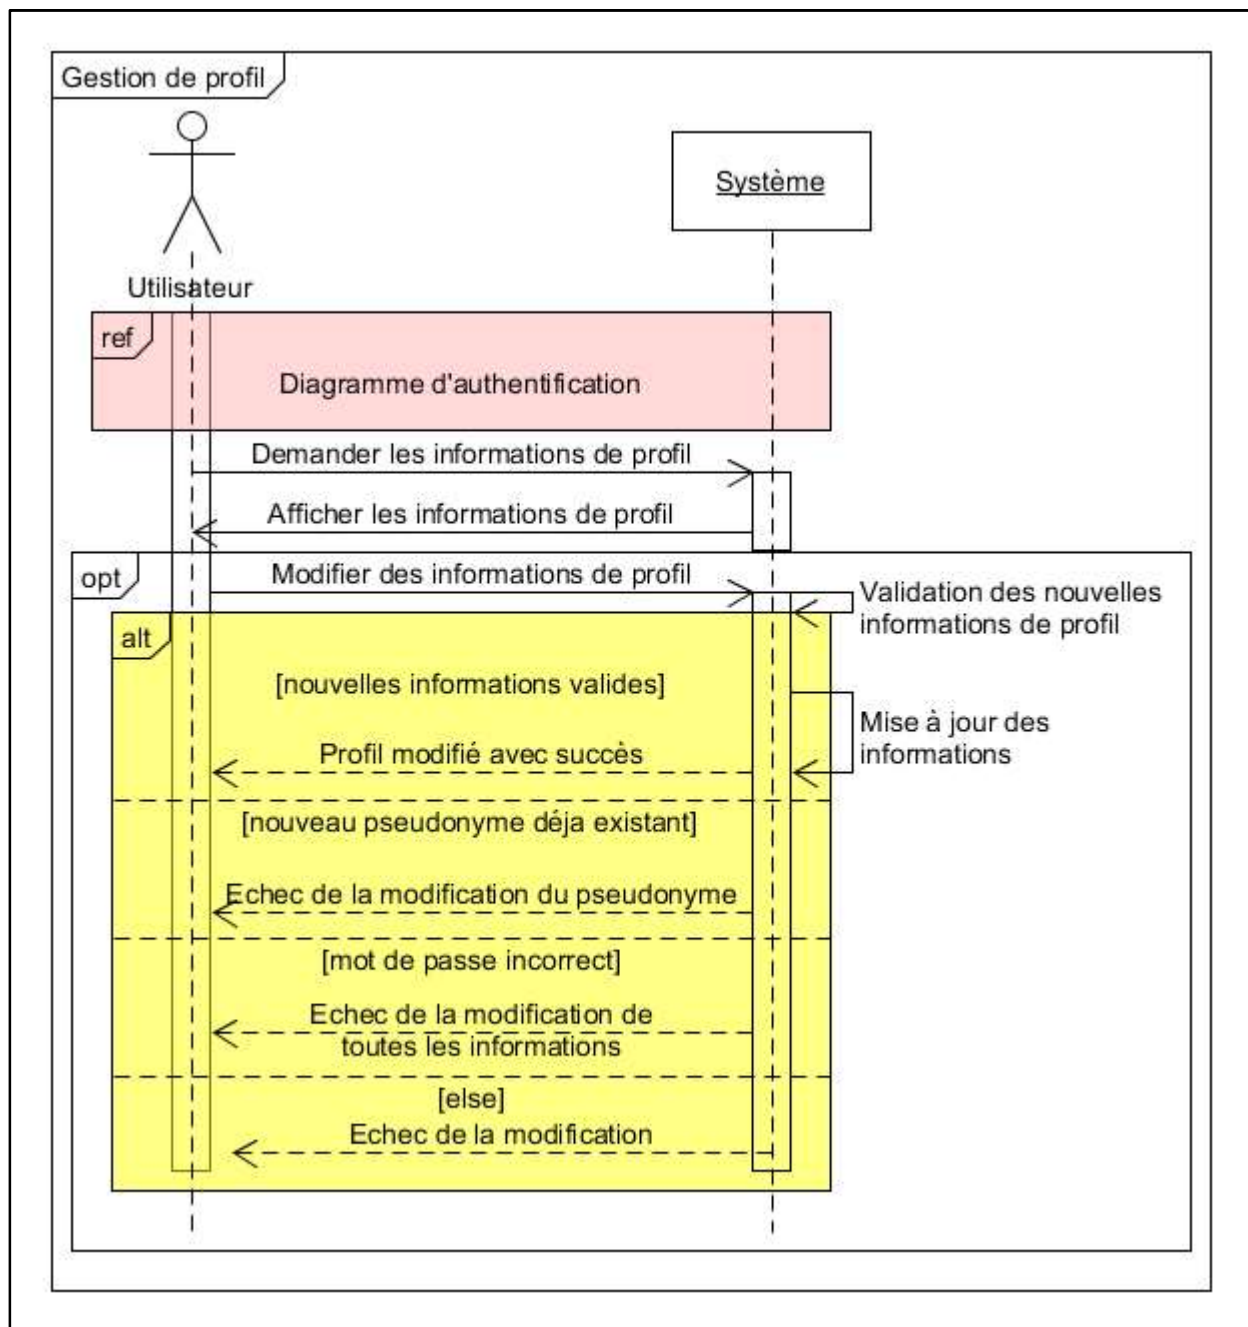 Gestion de profil
Système
Utilisateur
ref
Diagramme d'authentification
Demander les informations de profil
Afficher les informations de profil
opt
Modifier des informations de profil
Validation des nouvelles
informations de profil
alt
[nouvelles informations valides]
Mise à jour des
informations
Profil modifié avec succès
[nouveau pseudonyme déja existant]
Echec de la modification du pseudonyme
[mot de passe incorrect]
Echec de la modification de
toutes les informations
[else]
Echec de la modification